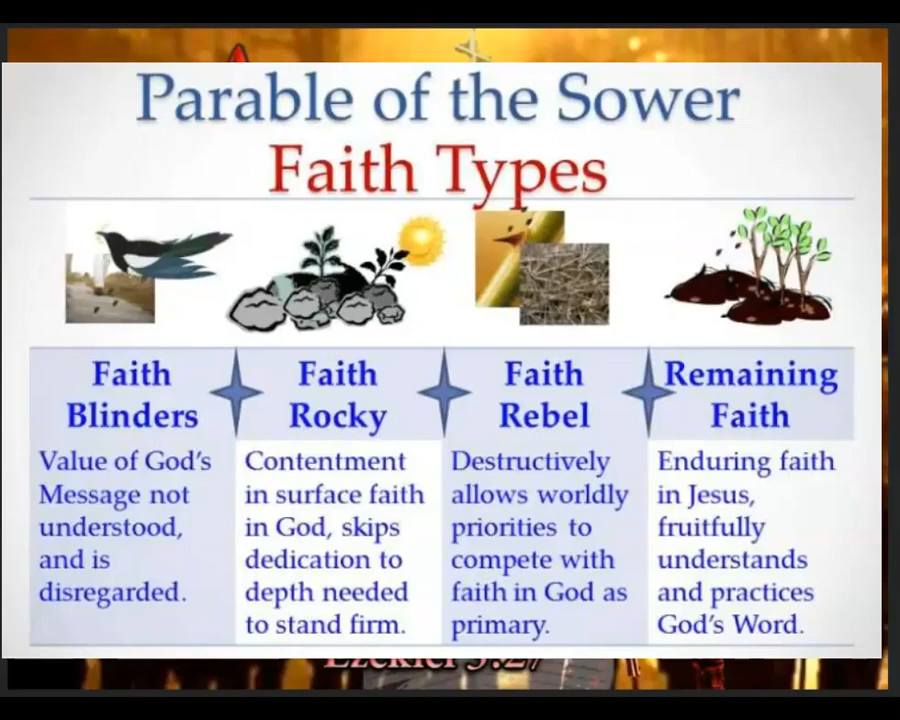 Parable of the Sower
Faith Types
Faith
Blinders
Faith
Rocky
Faith
Rebel
Remaining
Faith
Value of God's
Message not
understood,
and is
disregarded.
Contentment
in surface faith
in God, skips
dedication to
depth needed
to stand firm.
Destructively
allows worldly
priorities to
compete with
faith in God as
primary.
Enduring faith
in Jesus,
fruitfully
understands
and practices
God's Word.